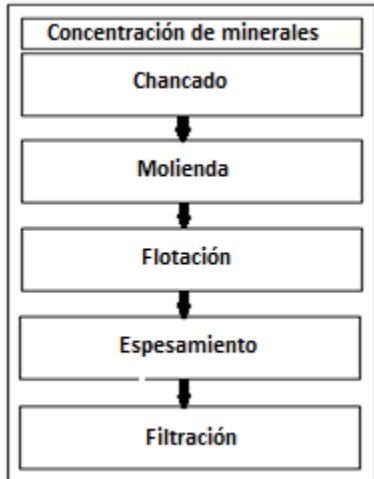 Concentración de minerales
Chancado
Molienda
Flotación
Espesamiento
Filtración